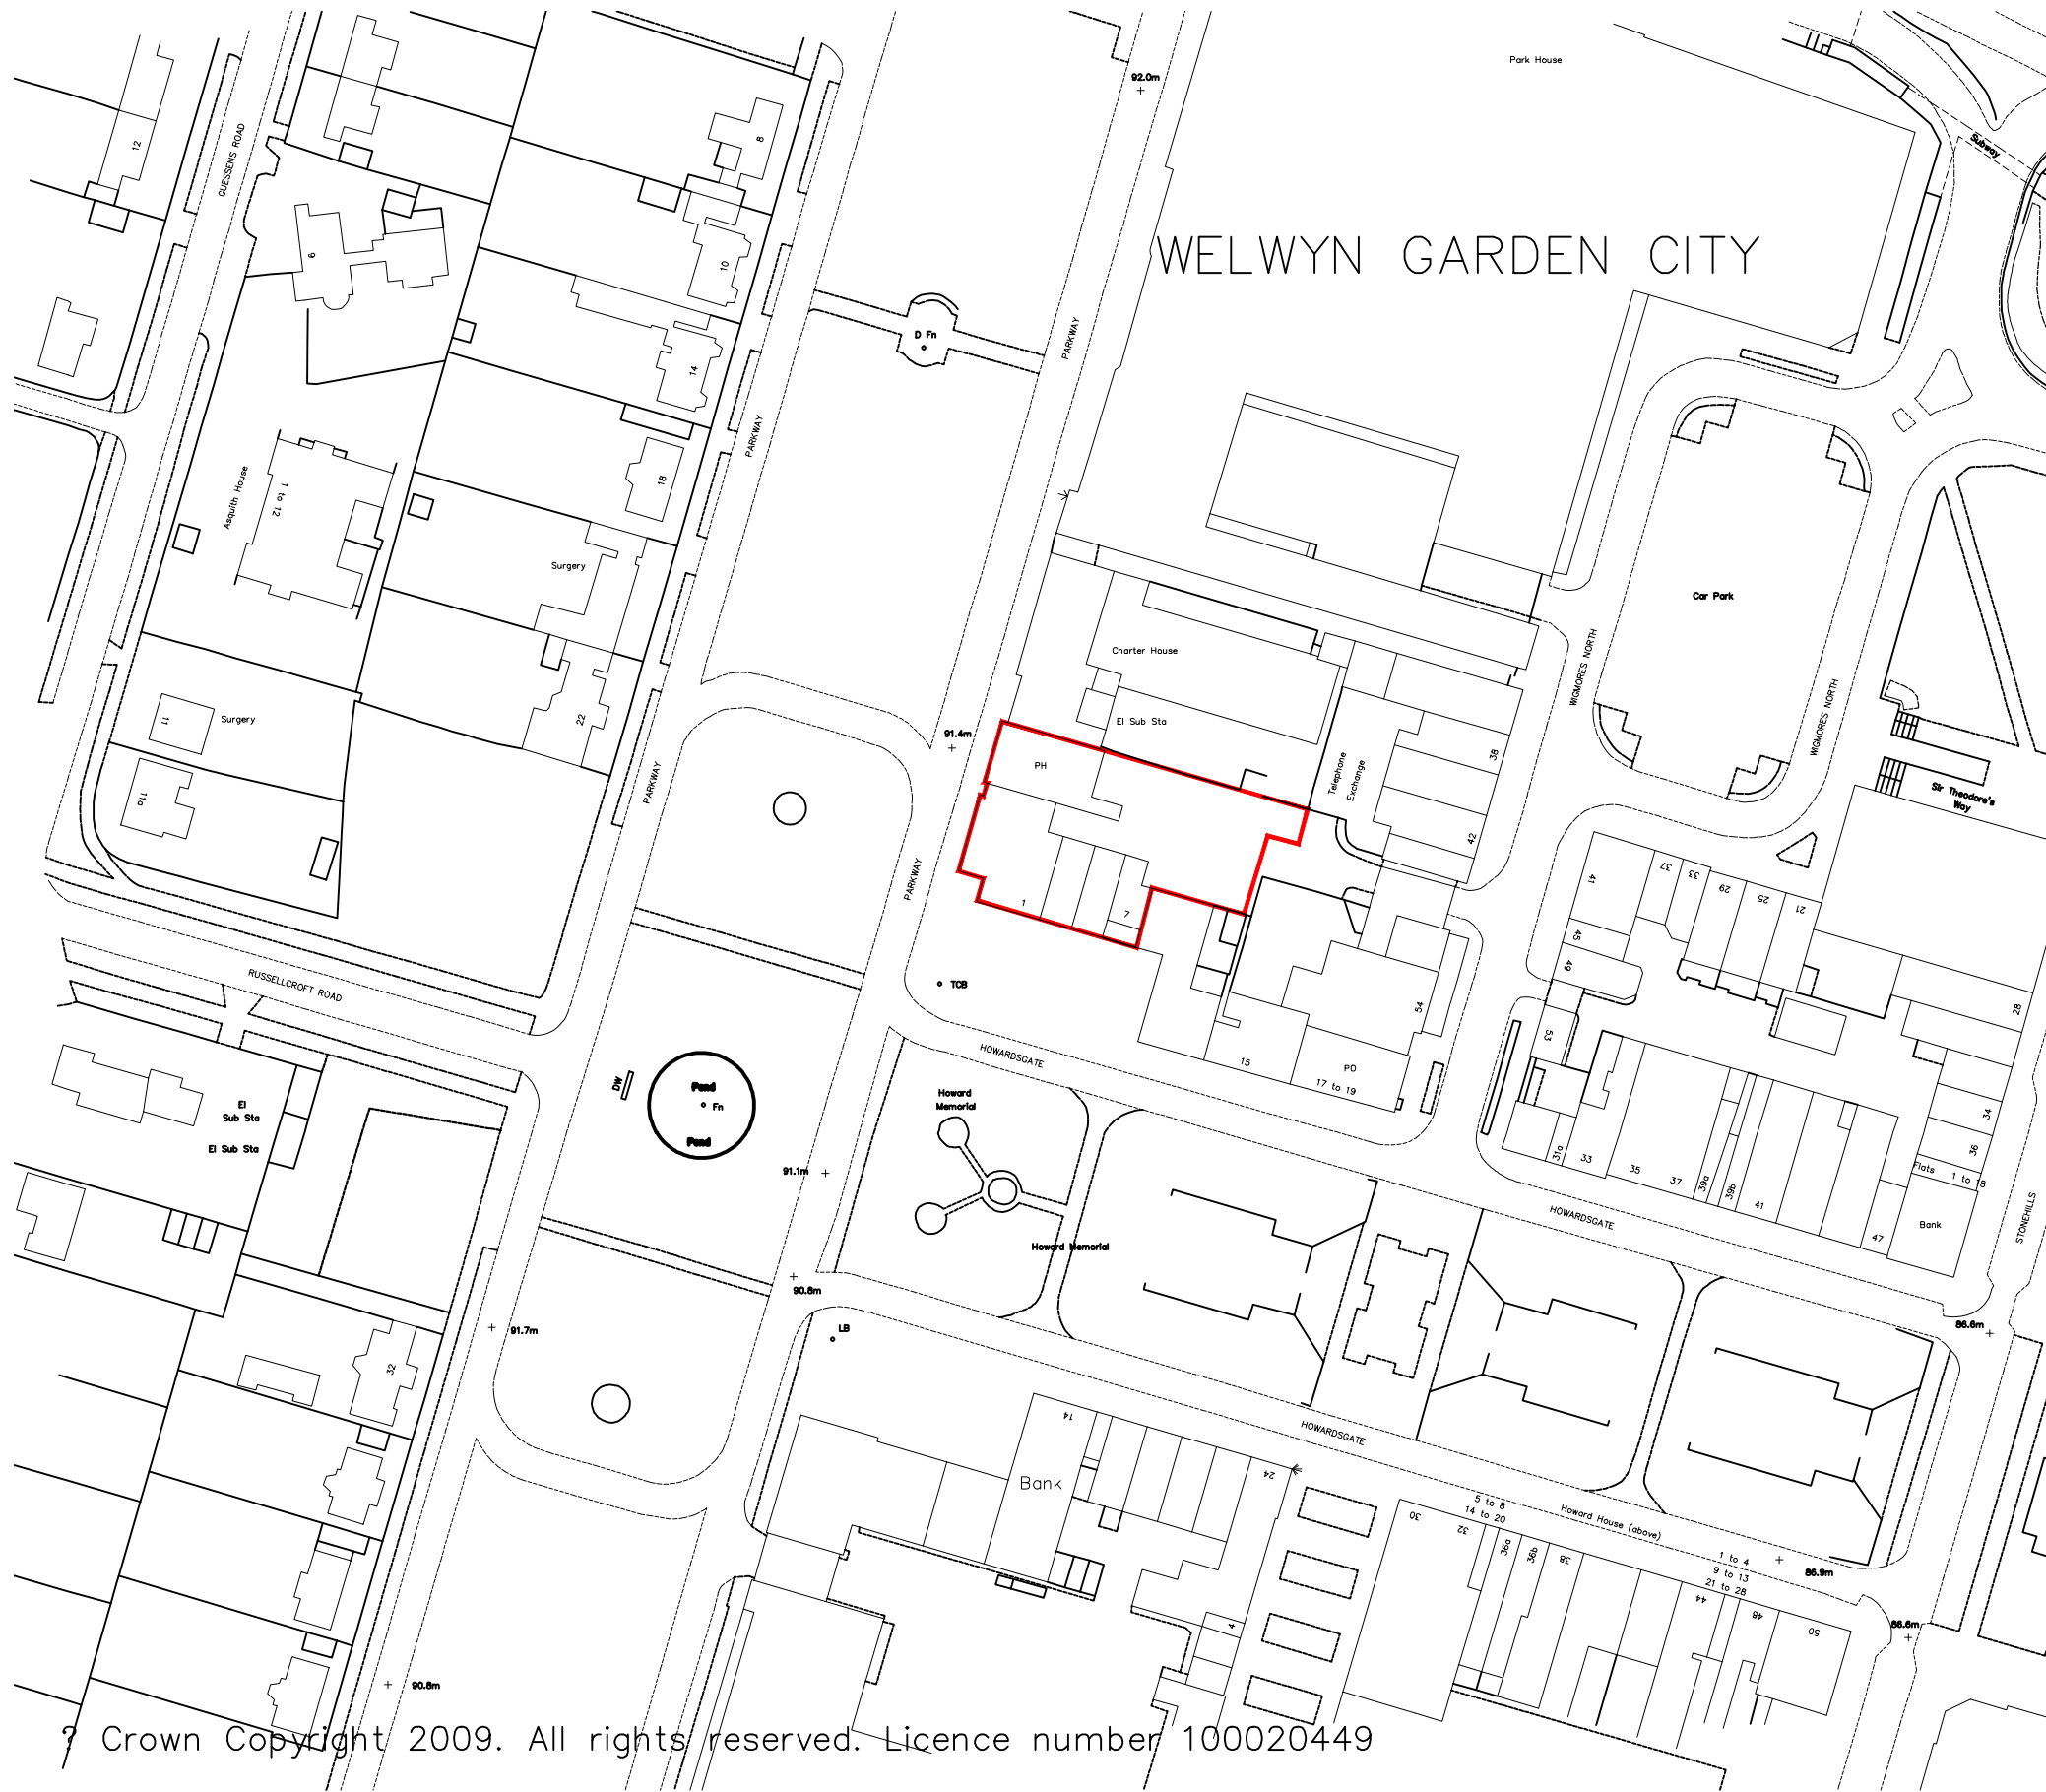 Park House
92.0m
Subway
GUESSENS ROAD
12
8
WELWYN GARDEN CITY
6
10
D Fn
PARKWAY
14
PARKWAY
18
Asquith House
1 to 12
Surgery
Car Park
Charter House
WIGMORES NORTH
11
Surgery
22
El Sub Sta
91.4m
PH
Telephone
Exchange
38
WIGMORES NORTH
11a
PARKWAY
42
Sir Theodore's
Way
PARKWAY
1
7
41
37
33
29
25
21
45
49
TCB
RUSSELLCROFT ROAD
54
28
53
HOWARDSGATE
15
17 to 19
PO
DW
Pond
Fn
Pond
Howard
Memorial
El
Sub Sta
El Sub Sta
34
36
31a
33
35
37
39a
39b
41
47
Flats 1 to 18
Bank
91.1m
HOWARDSGATE
STONEHILLS
Howard Memorial
90.8m
LB
91.7m
86.6m
32
14
24
HOWARDSGATE
Bank
5 to 8
14 to 20
Howard House (above)
30
32
36a
36b
38
1 to 4
9 to 13
21 to 28
86.9m
44
48
50
4
86.6m
90.8m
? Crown Copyright 2009. All rights reserved. Licence number 100020449